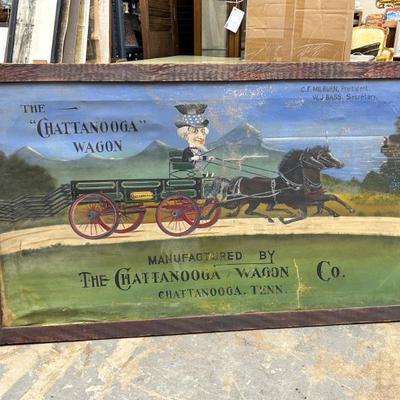 THE
"CHATTANOOGA"
WAGON
C.F. MILBURN, President.
W.J. BASS, Secretary.
MANUFACTURED BY
THE CHATTANOOGA WAGON CO.
CHATTANOOGA, TENN.